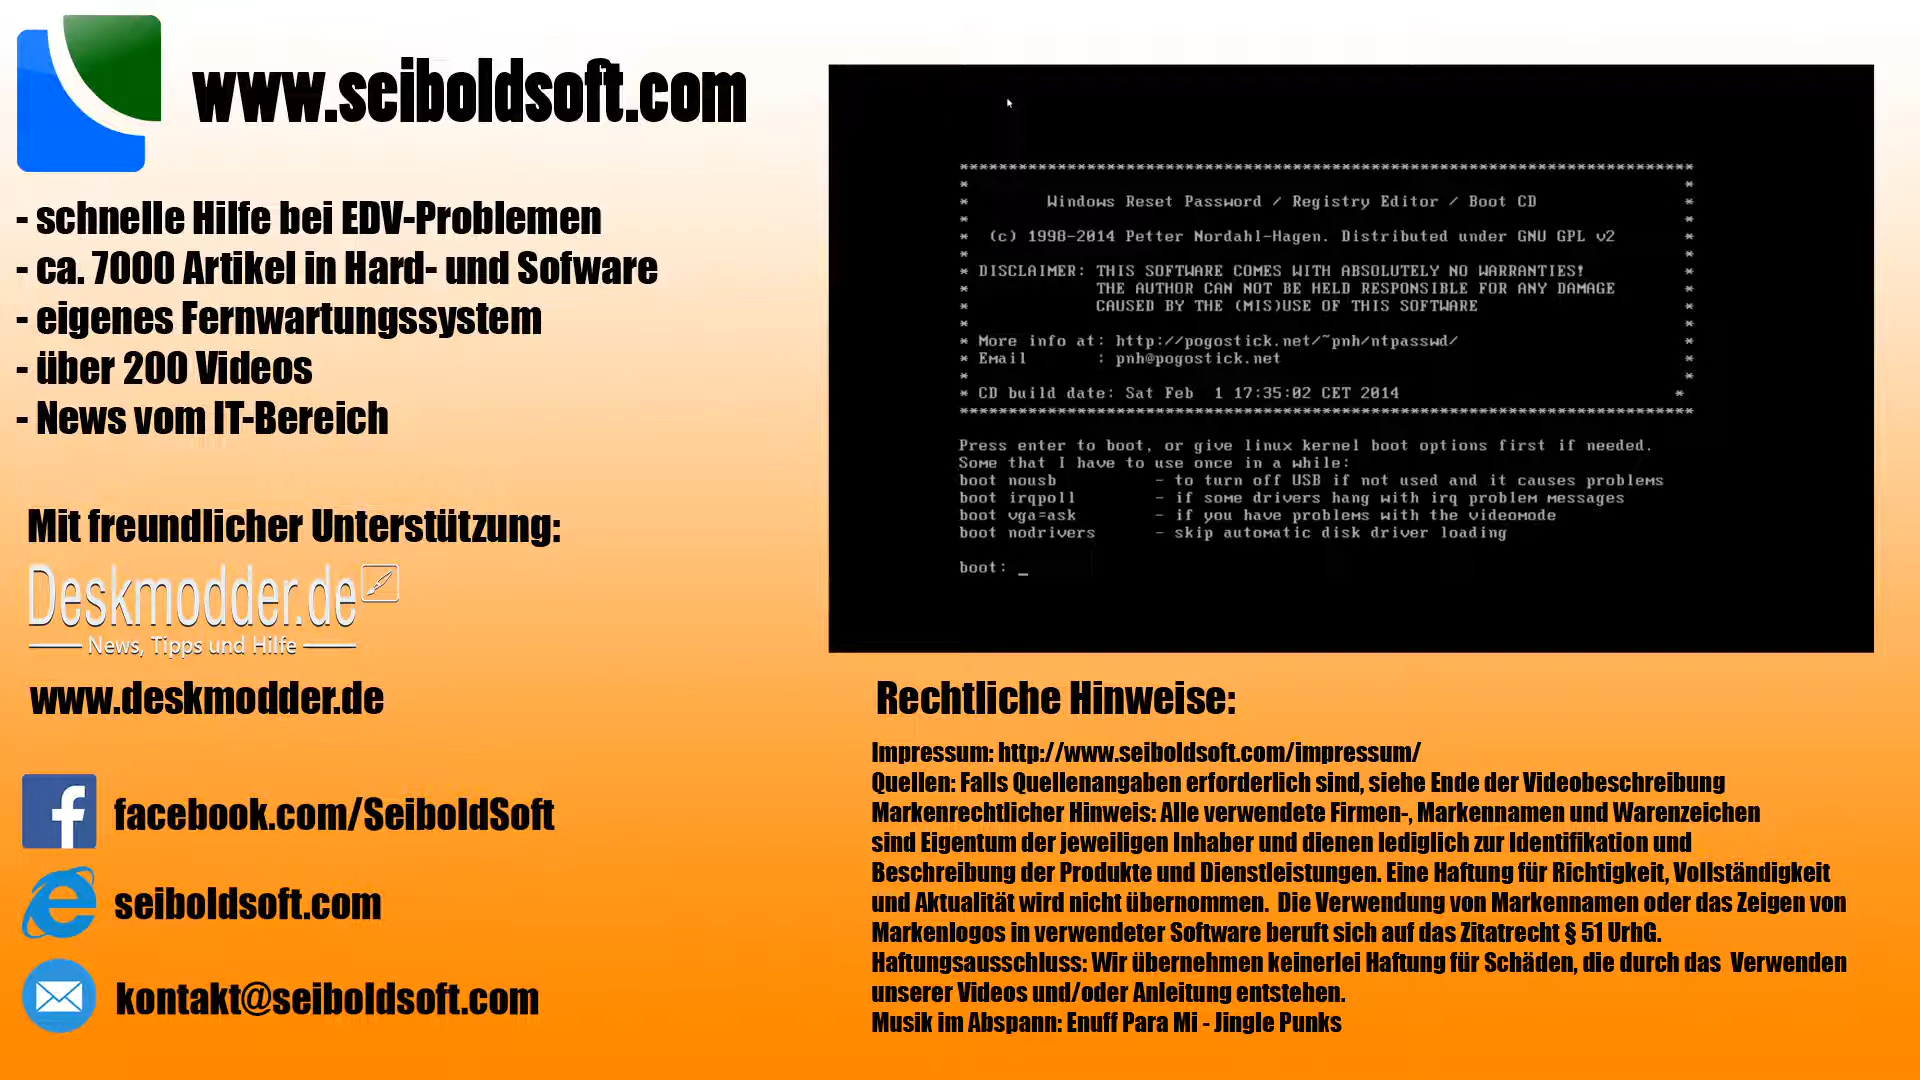 www.seiboldsoft.com
- schnelle Hilfe bei EDV-Problemen
- ca. 7000 Artikel in Hard- und Sofware
- eigenes Fernwartungssystem
- über 200 Videos
- News vom IT-Bereich
Mit freundlicher Unterstützung:
Deskmodder.de
News, Tipps und Hilfe
www.deskmodder.de
facebook.com/SeiboldSoft
seiboldsoft.com
kontakt@seiboldsoft.com
***************************************************************************
*                                                                         *
*        Windows Reset Password / Registry Editor / Boot CD               *
*                                                                         *
*  (c) 1998-2014 Petter Nordahl-Hagen. Distributed under GNU GPL v2       *
*                                                                         *
* DISCLAIMER: THIS SOFTWARE COMES WITH ABSOLUTELY NO WARRANTIES!          *
*             THE AUTHOR CAN NOT BE HELD RESPONSIBLE FOR ANY DAMAGE       *
*             CAUSED BY THE (MIS)USE OF THIS SOFTWARE                     *
*                                                                         *
* More info at: http://pogostick.net/~pnh/ntpasswd/                       *
* Email       : pnh@pogostick.net                                         *
*                                                                         *
* CD build date: Sat Feb  1 17:35:02 CET 2014                            *
***************************************************************************
Press enter to boot, or give linux kernel boot options first if needed.
Some that I have to use once in a while:
boot nousb          - to turn off USB if not used and it causes problems
boot irqpoll        - if some drivers hang with irq problem messages
boot vga=ask        - if you have problems with the videomode
boot nodrivers      - skip automatic disk driver loading
boot: _
Rechtliche Hinweise:
Impressum: http://www.seiboldsoft.com/impressum/
Quellen: Falls Quellenangaben erforderlich sind, siehe Ende der Videobeschreibung
Markenrechtlicher Hinweis: Alle verwendete Firmen-, Markennamen und Warenzeichen
sind Eigentum der jeweiligen Inhaber und dienen lediglich zur Identifikation und
Beschreibung der Produkte und Dienstleistungen. Eine Haftung für Richtigkeit, Vollständigkeit
und Aktualität wird nicht übernommen. Die Verwendung von Markennamen oder das Zeigen von
Markenlogos in verwendeter Software beruft sich auf das Zitatrecht § 51 UrhG.
Haftungsausschluss: Wir übernehmen keinerlei Haftung für Schäden, die durch das Verwenden
unserer Videos und/oder Anleitung entstehen.
Musik im Abspann: Enuff Para Mi - Jingle Punks